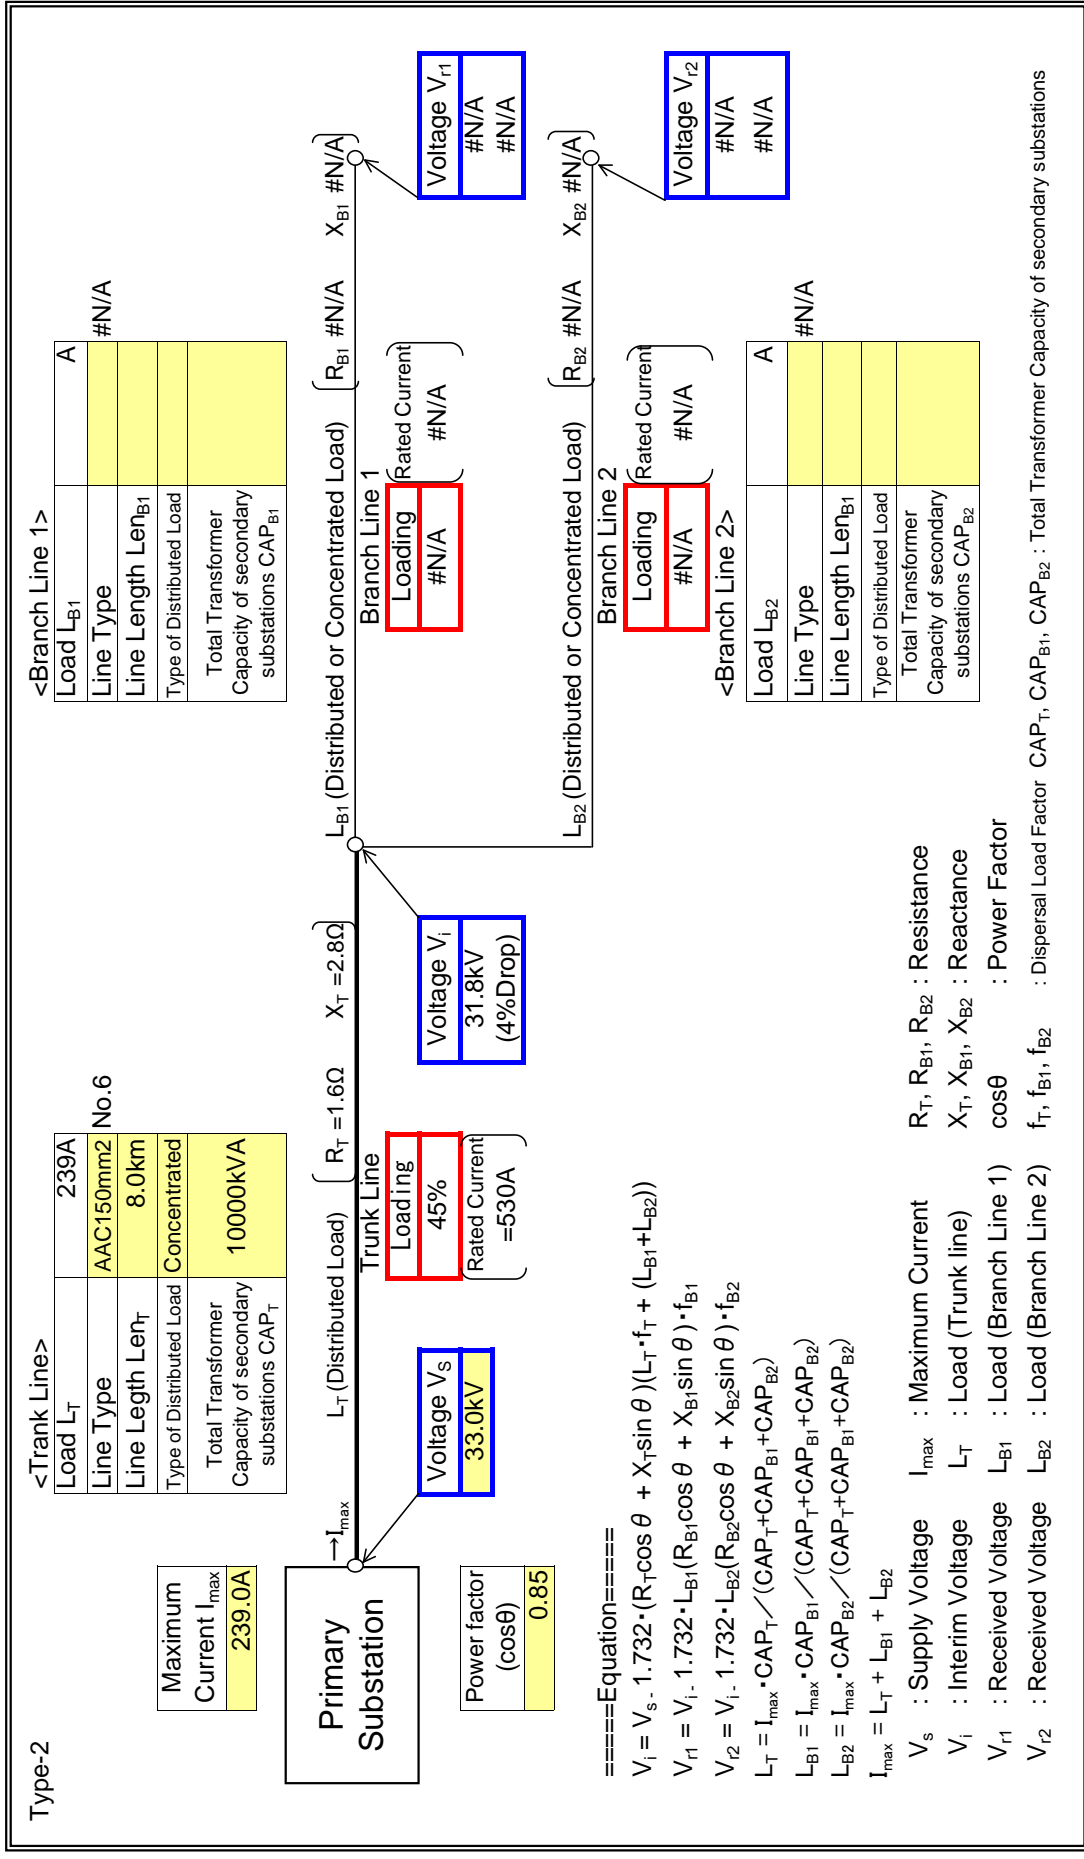 Type-2
Maximum
Current Imax
239.0A
<Trank Line>
Load LT 239A
Line Type AAC150mm2 No.6
Line Legth LenT 8.0km
Type of Distributed Load Concentrated
Total Transformer
Capacity of secondary
substations CAPT
10000kVA
<Branch Line 1>
Load LB1 A
Line Type #N/A
Line Length LenB1
Type of Distributed Load
Total Transformer
Capacity of secondary
substations CAPB1
Primary
Substation
→Imax
LT (Distributed Load)
RT =1.6Ω XT =2.8Ω
LB1 (Distributed or Concentrated Load)
RB1 #N/A XB1 #N/A
Voltage VS
33.0kV
Trunk Line
Loading
45%
Rated Current
=530A
Voltage Vi
31.8kV
(4%Drop)
Branch Line 1
Loading
#N/A
Rated Current
#N/A
Voltage Vr1
#N/A
#N/A
Power factor
(cosθ)
0.85
LB2 (Distributed or Concentrated Load)
RB2 #N/A XB2 #N/A
Branch Line 2
Loading
#N/A
Rated Current
#N/A
Voltage Vr2
#N/A
#N/A
<Branch Line 2>
Load LB2 A
Line Type #N/A
Line Length LenB1
Type of Distributed Load
Total Transformer
Capacity of secondary
substations CAPB2
=====Equation=====
Vi = Vs - 1.732・(RTcosθ + XTsinθ)(LT・fT + (LB1+LB2))
Vr1 = Vi - 1.732・LB1(RB1cosθ + XB1sinθ)・fB1
Vr2 = Vi - 1.732・LB2(RB2cosθ + XB2sinθ)・fB2
LT = Imax・CAPT／(CAPT+CAPB1+CAPB2)
LB1 = Imax・CAPB1／(CAPT+CAPB1+CAPB2)
LB2 = Imax・CAPB2／(CAPT+CAPB1+CAPB2)
Imax = LT + LB1 + LB2
Vs : Supply Voltage Imax : Maximum Current RT, RB1, RB2 : Resistance
Vi : Interim Voltage LT : Load (Trunk line) XT, XB1, XB2 : Reactance
Vr1 : Received Voltage LB1 : Load (Branch Line 1) cosθ : Power Factor
Vr2 : Received Voltage LB2 : Load (Branch Line 2) fT, fB1, fB2 : Dispersal Load Factor CAPT, CAPB1, CAPB2 : Total Transformer Capacity of secondary substations